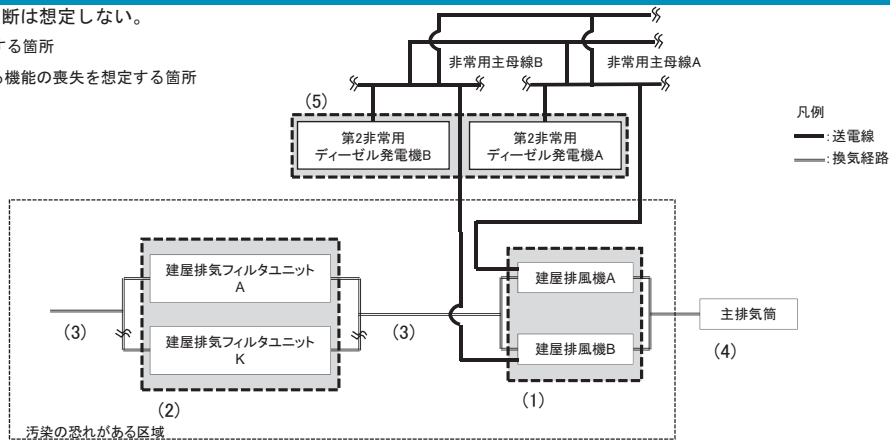 断は想定しない。
する箇所
る機能の喪失を想定する箇所
非常用主母線B
非常用主母線A
(5)
第2非常用
ディーゼル発電機B
第2非常用
ディーゼル発電機A
凡例
:送電線
:換気経路
建屋排気フィルタユニット
A
建屋排風機A
(3)
(3)
主排気筒
建屋排気フィルタユニット
K
建屋排風機B
(4)
(2)
(1)
汚染の恐れがある区域